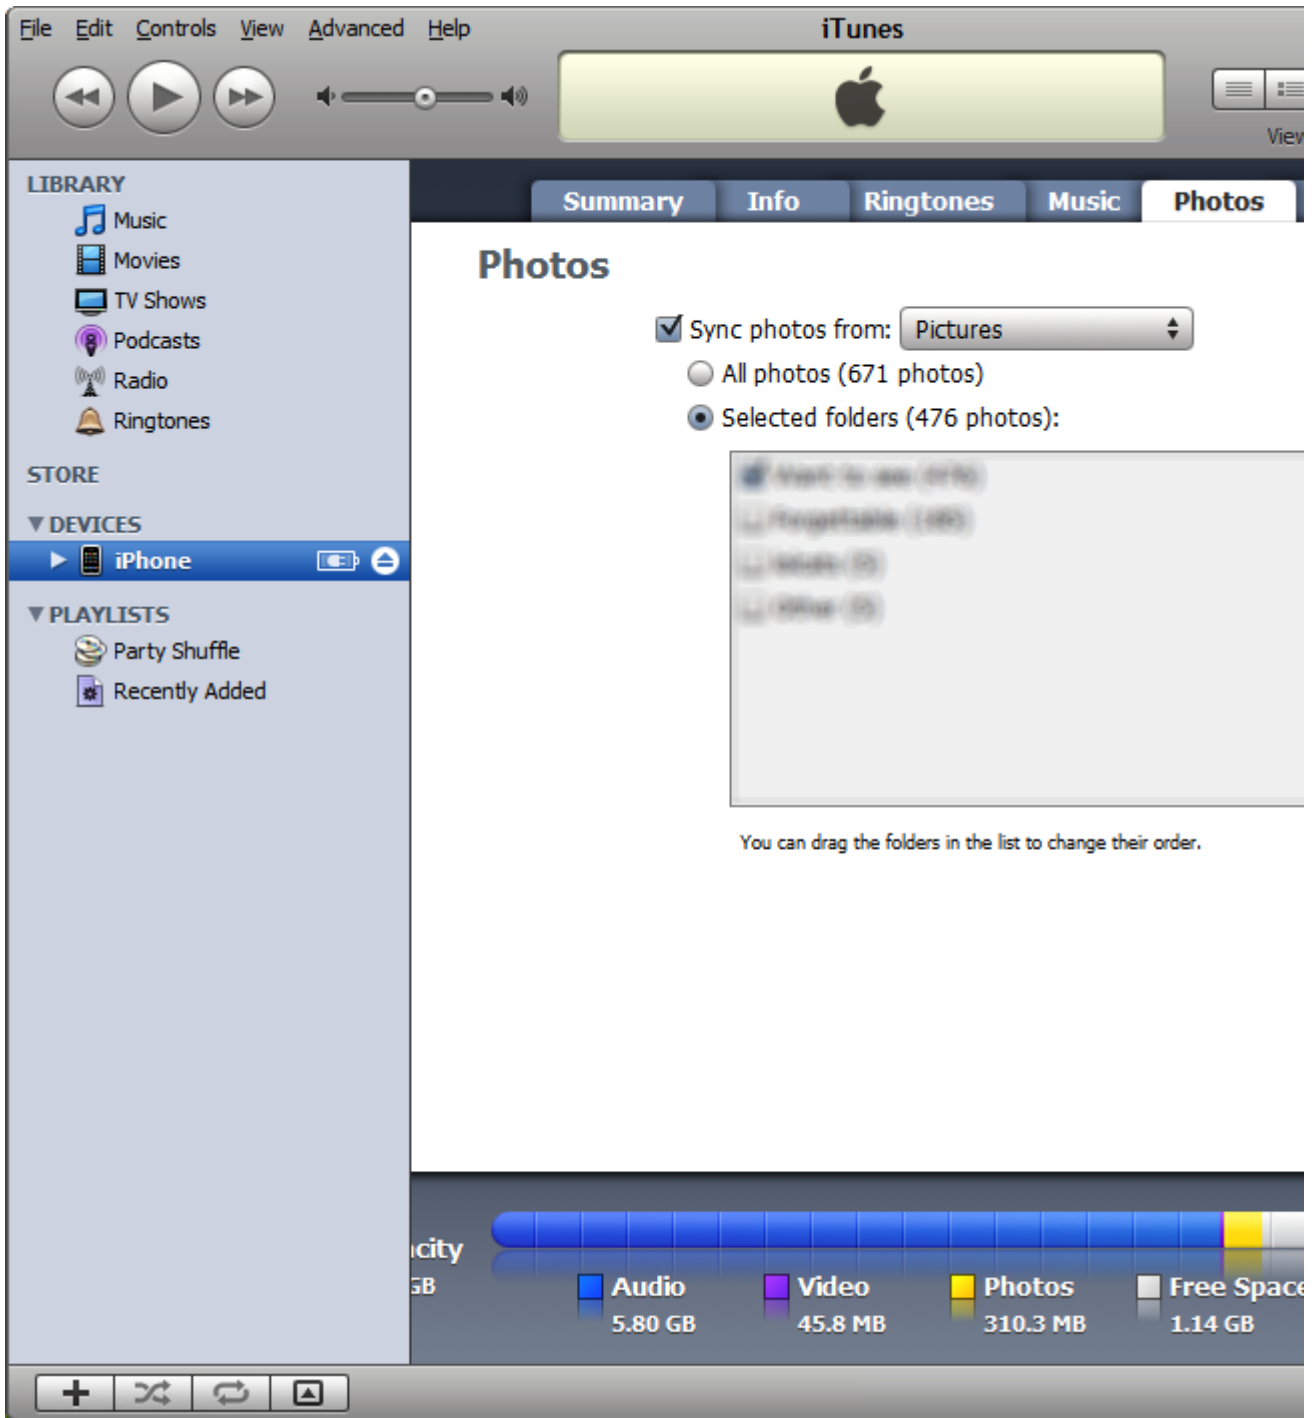 File Edit Controls View Advanced Help
iTunes
View
LIBRARY
Music
Movies
TV Shows
Podcasts
Radio
Ringtones
STORE
DEVICES
iPhone
PLAYLISTS
Party Shuffle
Recently Added
Summary Info Ringtones Music Photos
Photos
Sync photos from: Pictures
All photos (671 photos)
Selected folders (476 photos):
You can drag the folders in the list to change their order.
acity
GB
Audio
5.80 GB
Video
45.8 MB
Photos
310.3 MB
Free Space
1.14 GB